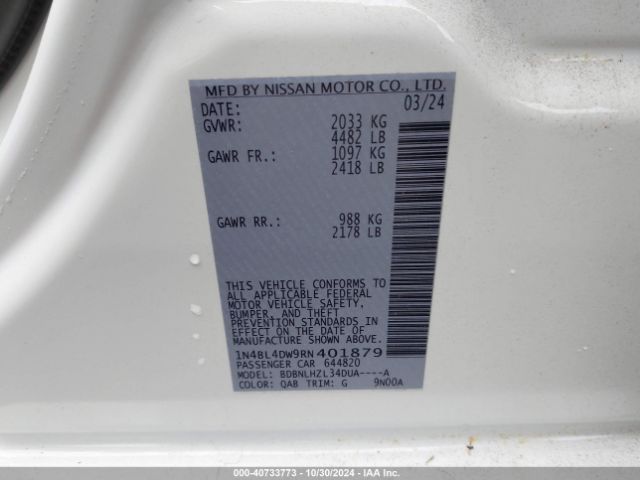 MFD BY NISSAN MOTOR CO., LTD.
DATE: 03/24
GVWR: 2033 KG
4482 LB
GAWR FR.: 1097 KG
2418 LB
GAWR RR.: 988 KG
2178 LB
THIS VEHICLE CONFORMS TO
ALL APPLICABLE FEDERAL
MOTOR VEHICLE SAFETY,
BUMPER, AND THEFT
PREVENTION STANDARDS IN
EFFECT ON THE DATE OF
MANUFACTURE SHOWN ABOVE.
1N4BL4DW9RN401879
PASSENGER CAR 644820
MODEL: BDBNLHZL34DUA----A
COLOR: QAB TRIM: G 9N00A
000-40733773 - 10/30/2024 - IAA Inc.